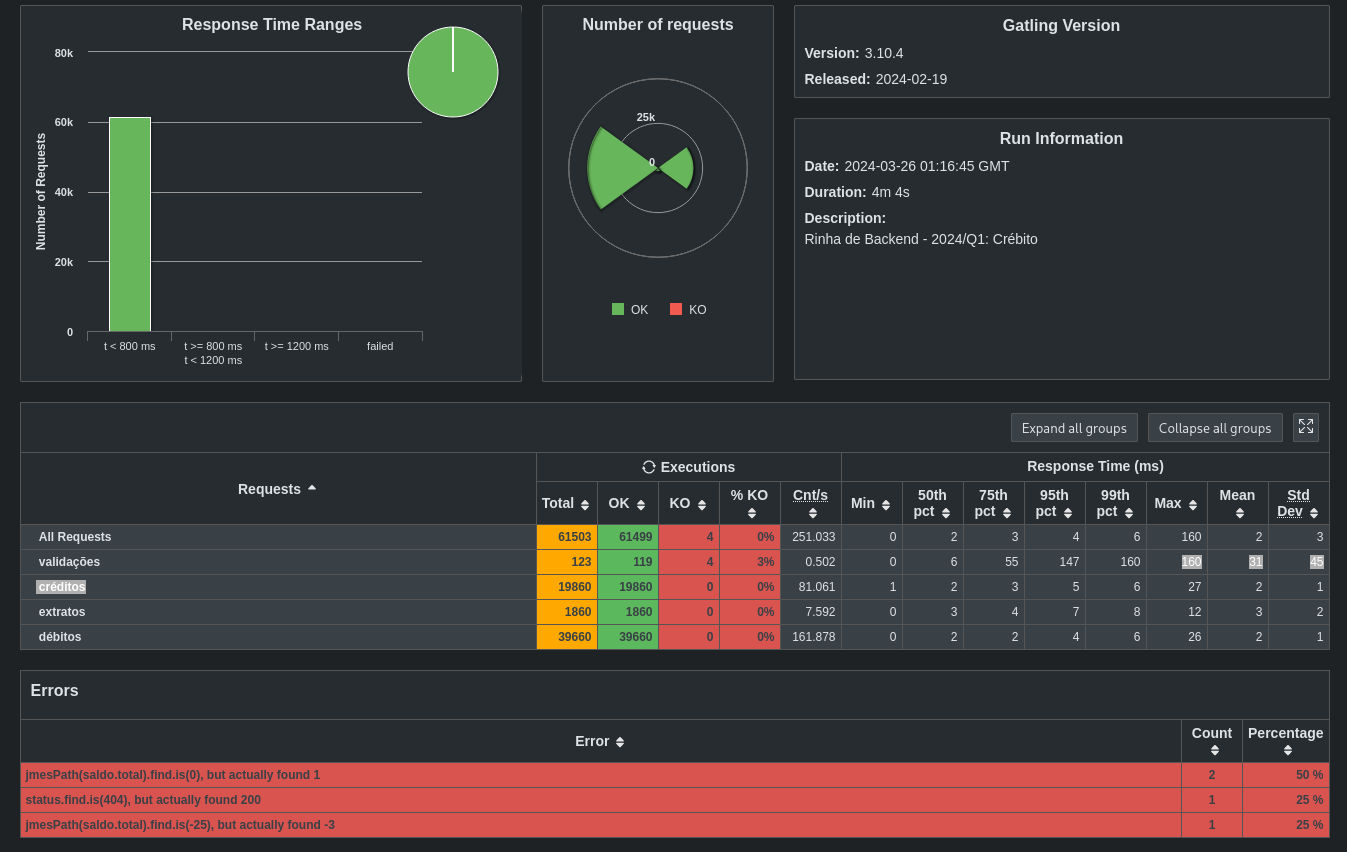 Response Time Ranges
80k
60k
40k
20k
0
Number of Requests
t < 800 ms
t >= 800 ms
t < 1200 ms
t >= 1200 ms
failed
Number of requests
25k
0
OK
KO
Gatling Version
Version: 3.10.4
Released: 2024-02-19
Run Information
Date: 2024-03-26 01:16:45 GMT
Duration: 4m 4s
Description:
Rinha de Backend - 2024/Q1: Crébito
Expand all groups Collapse all groups
Requests Executions Response Time (ms)
Total OK KO % KO Cnt/s Min 50th pct 75th pct 95th pct 99th pct Max Mean Std Dev
All Requests 61503 61499 4 0% 251.033 0 2 3 4 6 160 2 3
validações 123 119 4 3% 0.502 0 6 55 147 160 160 31 45
créditos 19860 19860 0 0% 81.061 1 2 3 5 6 27 2 1
extratos 1860 1860 0 0% 7.592 0 3 4 7 8 12 3 2
débitos 39660 39660 0 0% 161.878 0 2 2 4 6 26 2 1
Errors
Error Count Percentage
jmesPath(saldo.total).find.is(0), but actually found 1 2 50 %
status.find.is(404), but actually found 200 1 25 %
jmesPath(saldo.total).find.is(-25), but actually found -3 1 25 %